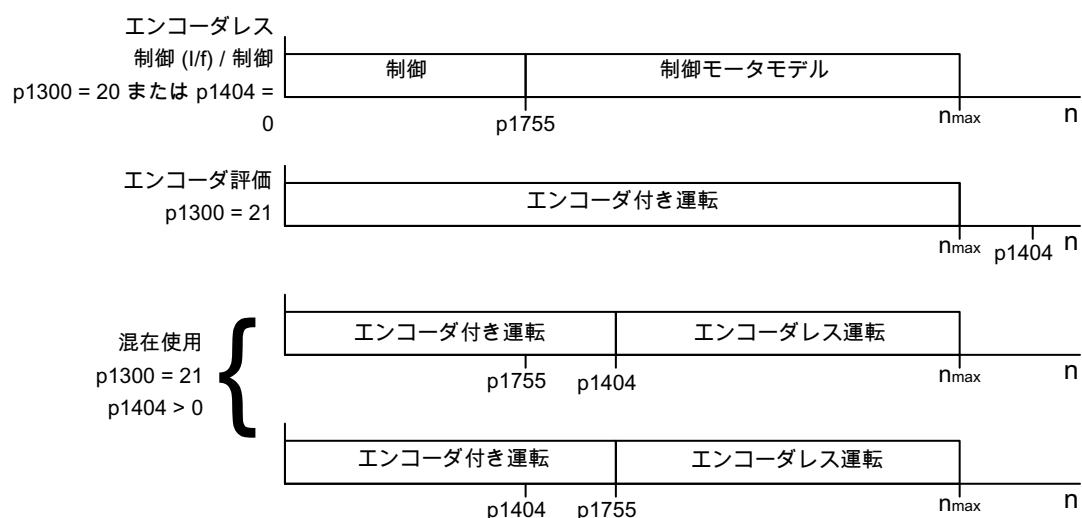 エンコーダレス
制御 (I/f) / 制御
p1300 = 20 または p1404 =
0
制御
制御モータモデル
p1755
nmax
n
エンコーダ評価
p1300 = 21
エンコーダ付き運転
nmax
p1404
n
混在使用
p1300 = 21
p1404 > 0
{
エンコーダ付き運転
エンコーダレス運転
p1755
p1404
nmax
n
エンコーダ付き運転
エンコーダレス運転
p1404
p1755
nmax
n